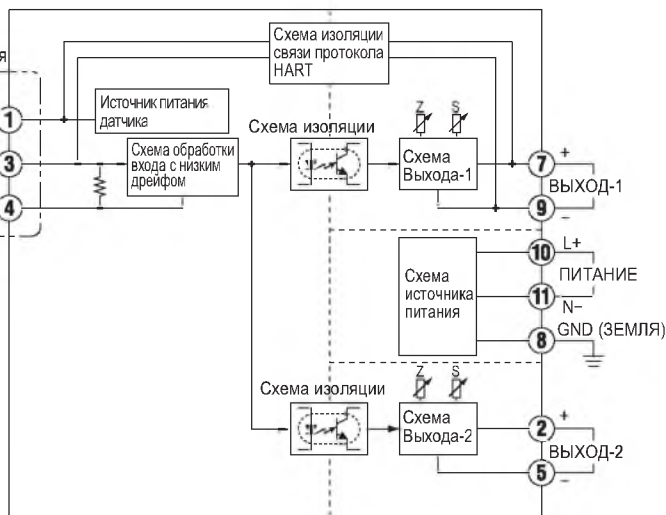 Схема изоляции
связи протокола
HART
я
Источник питания
датчика
1
3
4
Схема обработки
входа с низким
дрейфом
Схема изоляции
Z S
Схема
Выхода-1
7 +
ВЫХОД-1
9 −
Схема
источника
питания
10 L+
ПИТАНИЕ
11
N−
8 GND (ЗЕМЛЯ)
Схема изоляции
Z S
Схема
Выхода-2
2 +
ВЫХОД-2
5 −